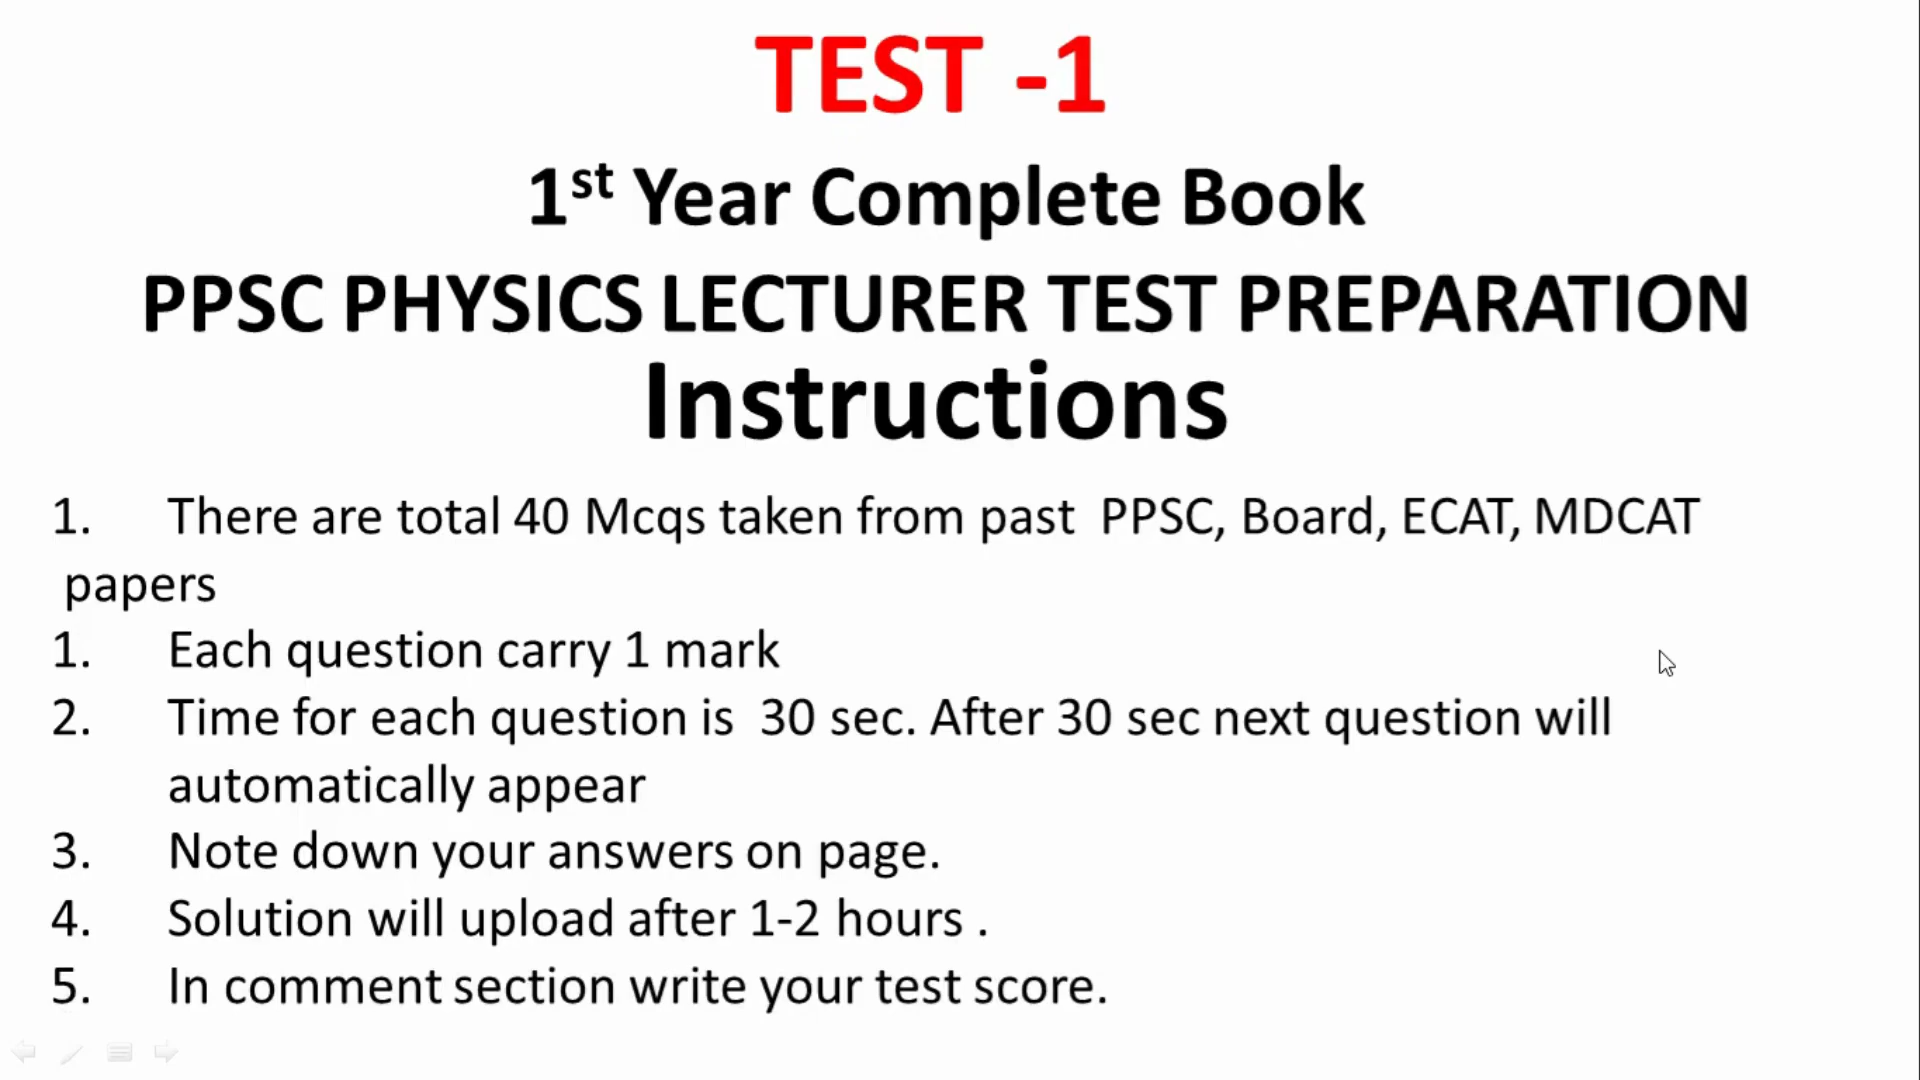 TEST -1
1st Year Complete Book
PPSC PHYSICS LECTURER TEST PREPARATION
Instructions
1. There are total 40 Mcqs taken from past PPSC, Board, ECAT, MDCAT
papers
1. Each question carry 1 mark
2. Time for each question is 30 sec. After 30 sec next question will
automatically appear
3. Note down your answers on page.
4. Solution will upload after 1-2 hours .
5. In comment section write your test score.